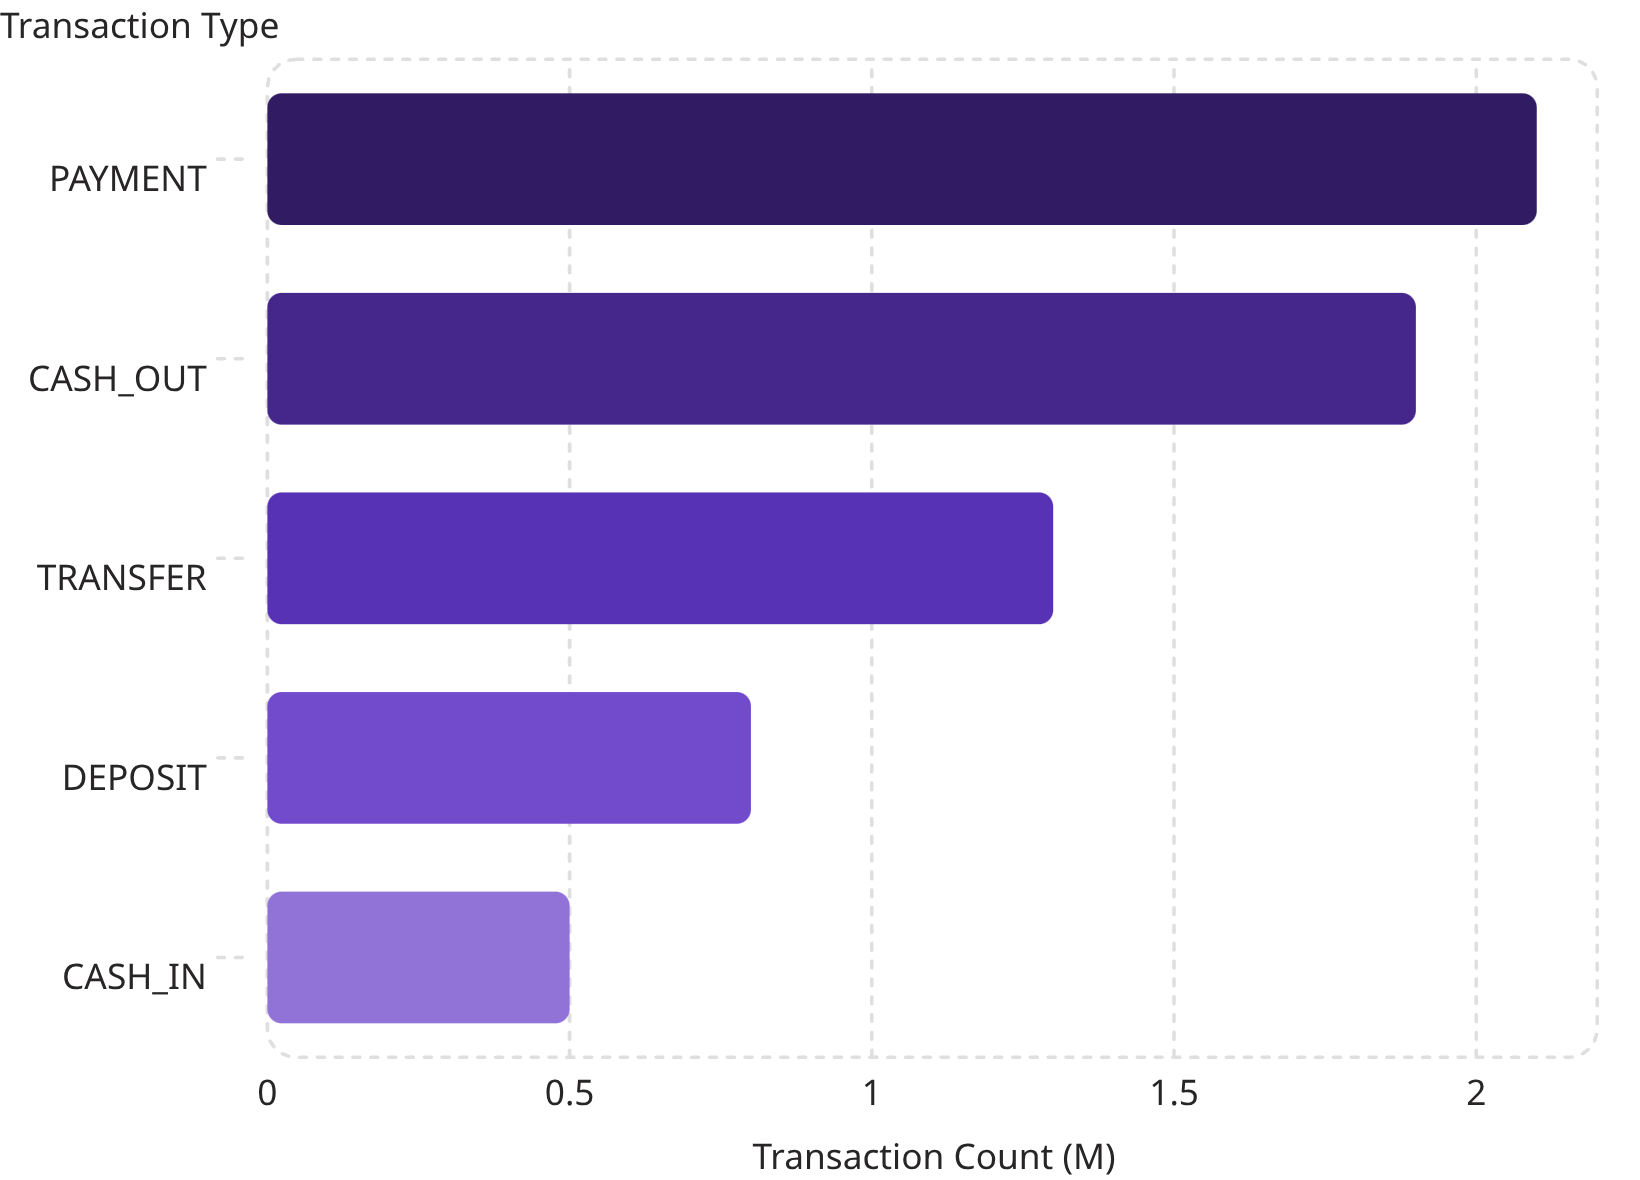 Transaction Type
PAYMENT
CASH_OUT
TRANSFER
DEPOSIT
CASH_IN
0 0.5 1 1.5 2
Transaction Count (M)